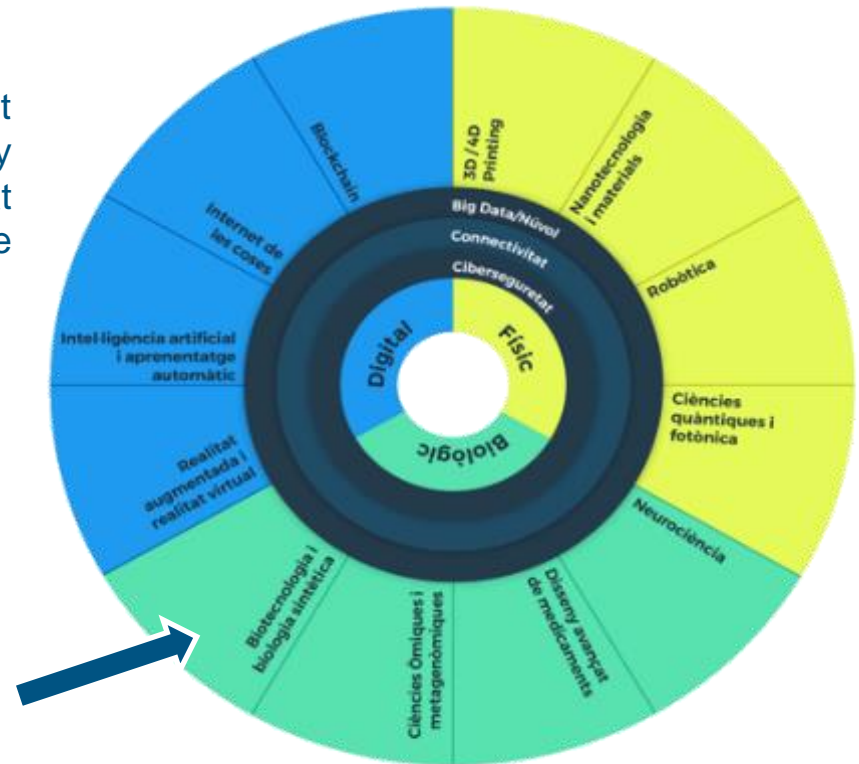 t
y
t
e
Blockchain
Internet de
les coses
Intel·ligència artificial
i aprenentatge
automàtic
Realitat
augmentada i
realitat virtual
3D/4D
Printing
Nanotecnologia
i materials
Robòtica
Ciències
quàntiques i
fotònica
Neurociència
Disseny avançat
de medicaments
Ciències Òmiques i
metagenòmiques
Biotecnologia i
biologia sintètica
Big Data/Núvol
Connectivitat
Ciberseguretat
Digital
Físic
Biològic